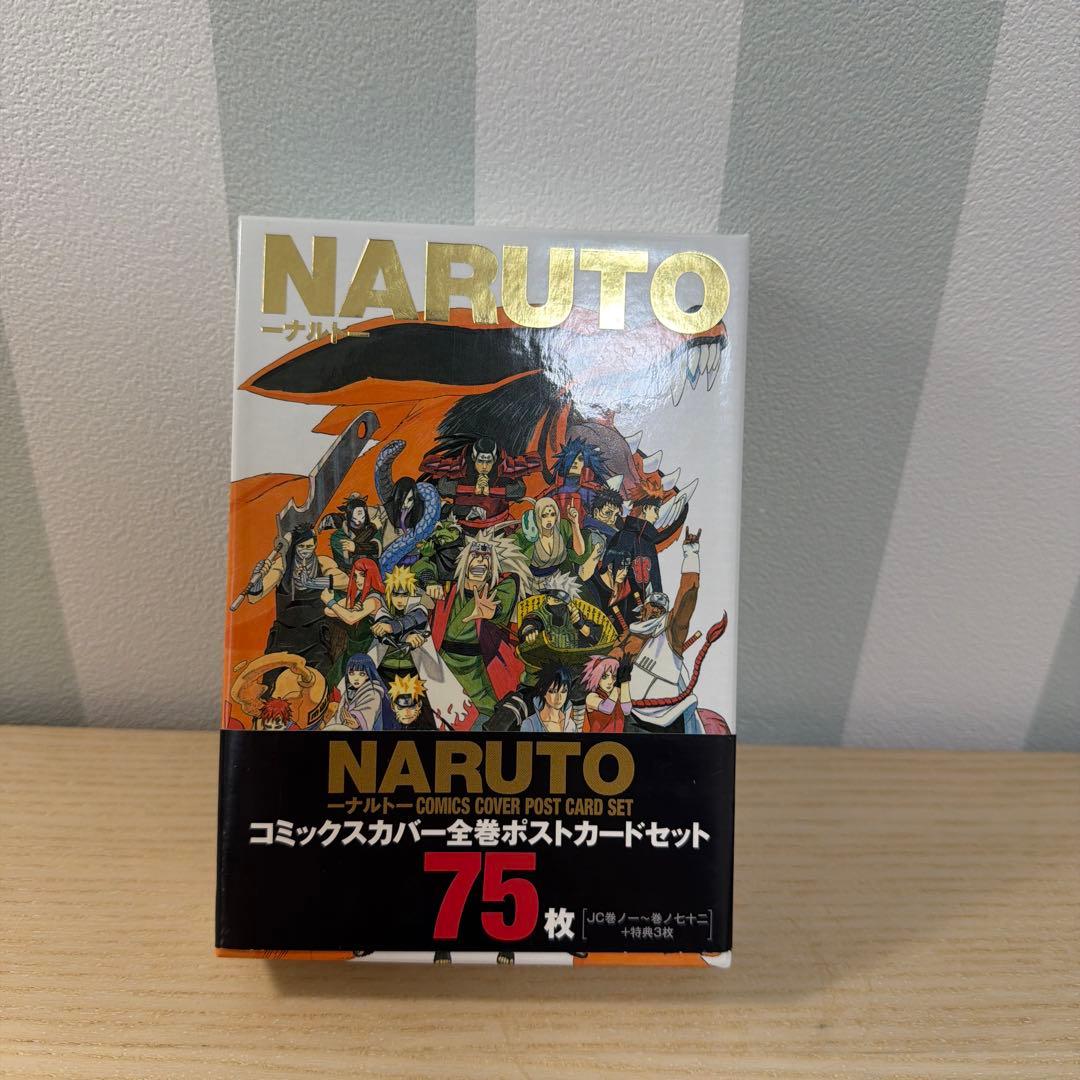 NARUTO
ーナルトー
NARUTO
ーナルトー COMICS COVER POST CARD SET
コミックスカバー全巻ポストカードセット
75枚
[JC巻ノ一~巻ノ七十二
+特典3枚]